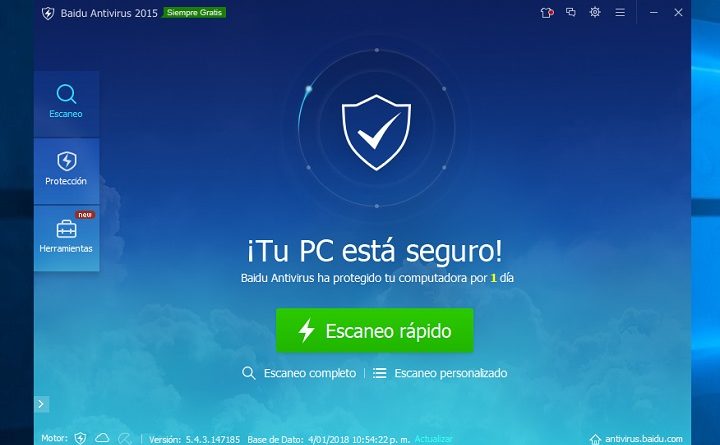 Baidu Antivirus 2015 Siempre Gratis
Escaneo
Protección
new
Herramientas
¡Tu PC está seguro!
Baidu Antivirus ha protegido tu computadora por 1 día
Escaneo rápido
Escaneo completo | Escaneo personalizado
Motor: Versión: 5.4.3.147185 Base de Dato: 4/01/2018 10:54:22 p. m. Actualizar antivirus.baidu.com